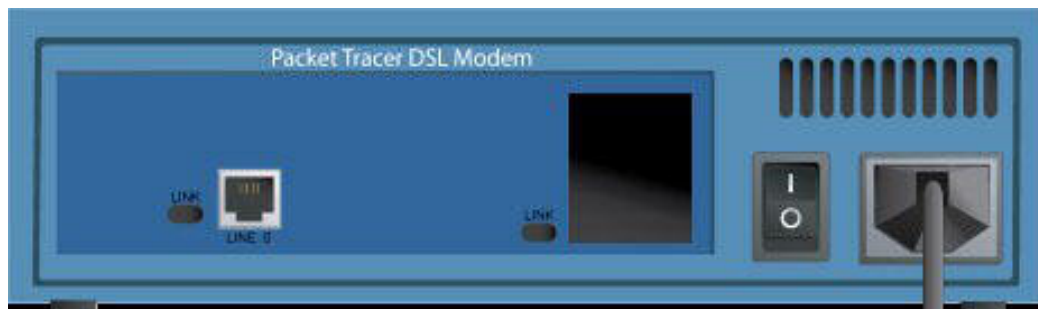 Packet Tracer DSL Modem
LINK
LINE 0
LINK
I
O